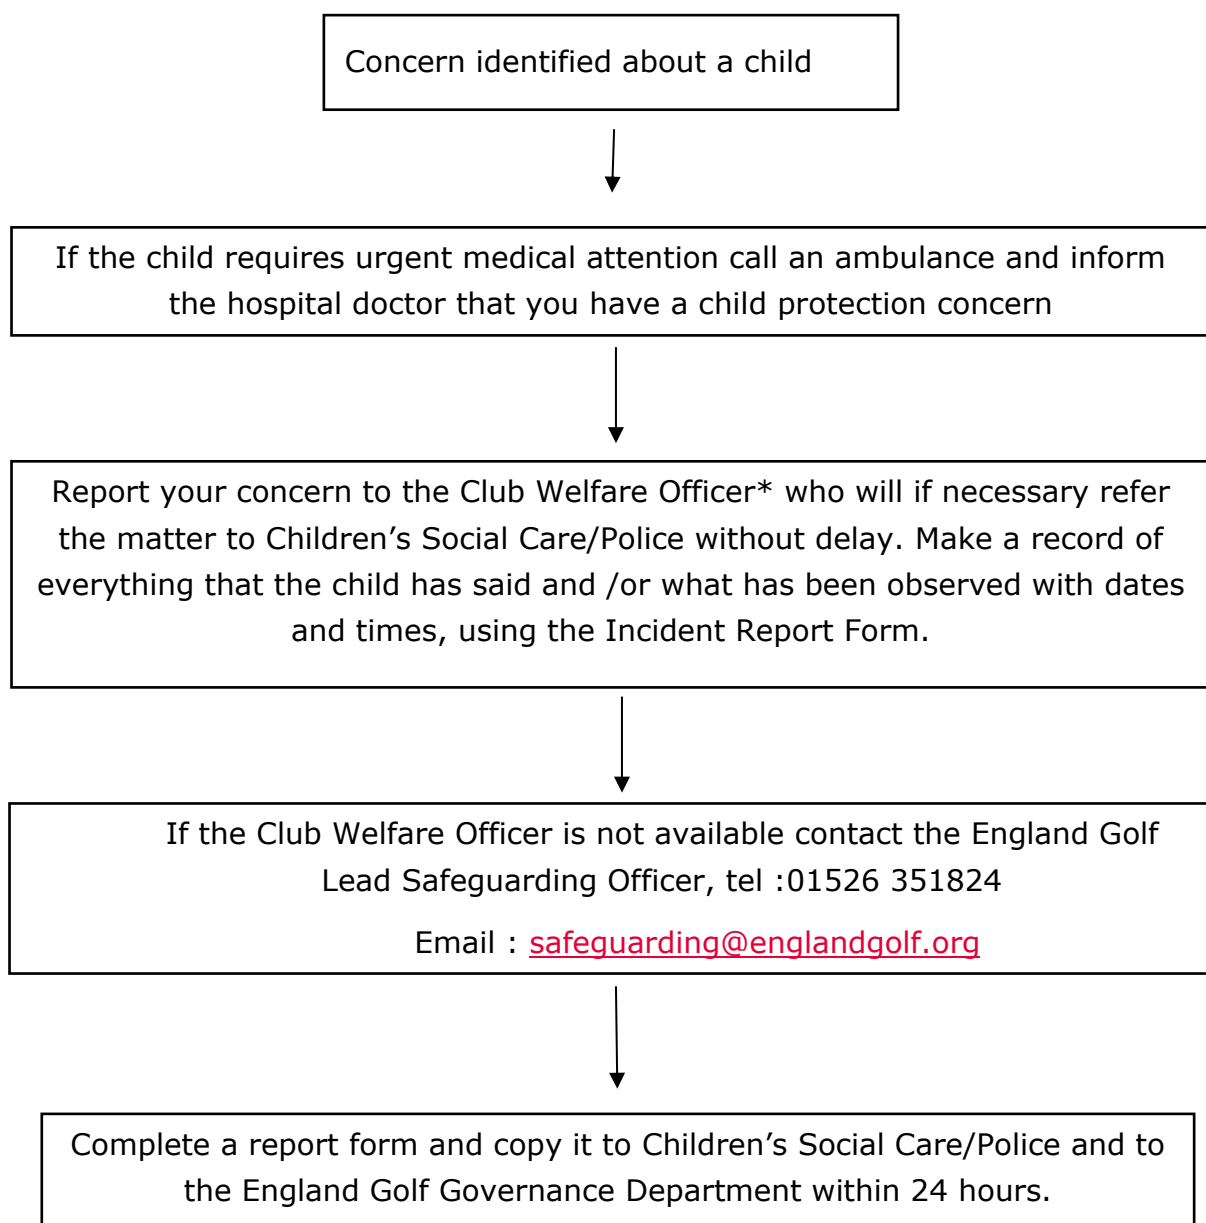 Concern identified about a child
If the child requires urgent medical attention call an ambulance and inform
the hospital doctor that you have a child protection concern
Report your concern to the Club Welfare Officer* who will if necessary refer
the matter to Children’s Social Care/Police without delay. Make a record of
everything that the child has said and /or what has been observed with dates
and times, using the Incident Report Form.
If the Club Welfare Officer is not available contact the England Golf
Lead Safeguarding Officer, tel :01526 351824
Email : safeguarding@englandgolf.org
Complete a report form and copy it to Children’s Social Care/Police and to
the England Golf Governance Department within 24 hours.